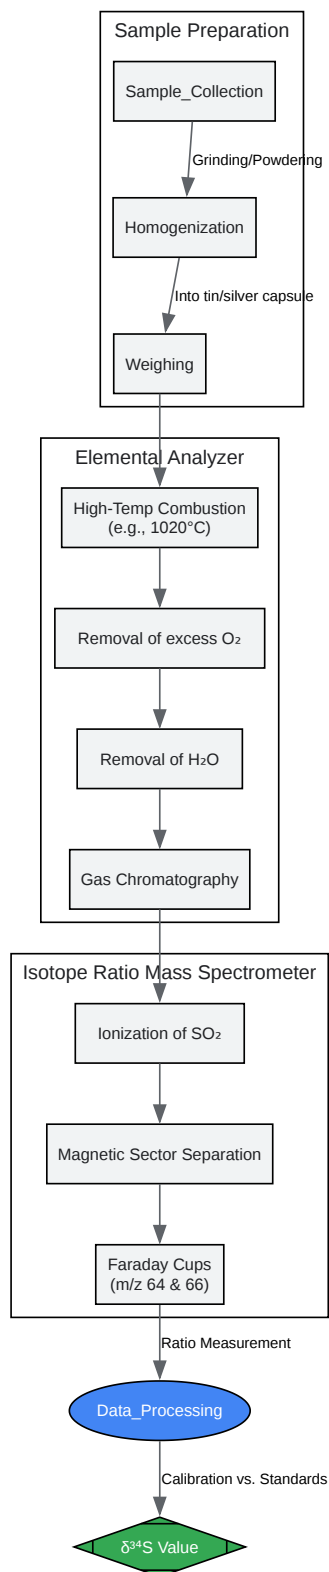 Sample Preparation
Sample_Collection
Grinding/Powdering
Homogenization
Into tin/silver capsule
Weighing
Elemental Analyzer
High-Temp Combustion
(e.g., 1020°C)
Removal of excess O₂
Removal of H₂O
Gas Chromatography
Isotope Ratio Mass Spectrometer
Ionization of SO₂
Magnetic Sector Separation
Faraday Cups
(m/z 64 & 66)
Ratio Measurement
Data_Processing
Calibration vs. Standards
δ³⁴S Value